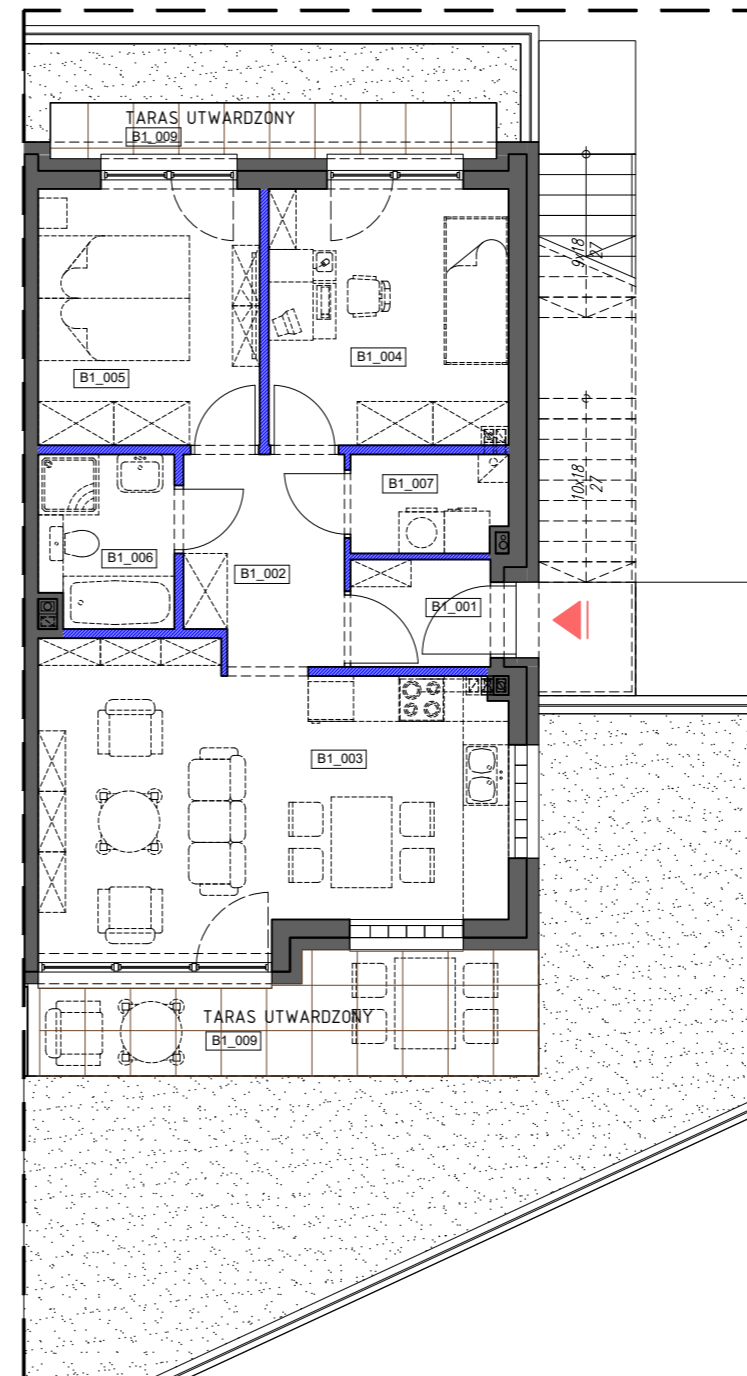 TARAS UTWARDZONY
B1_009
9x18
27
B1_004
B1_005
10x18
27
B1_007
B1_006
B1_002
B1_001
B1_003
TARAS UTWARDZONY
B1_009